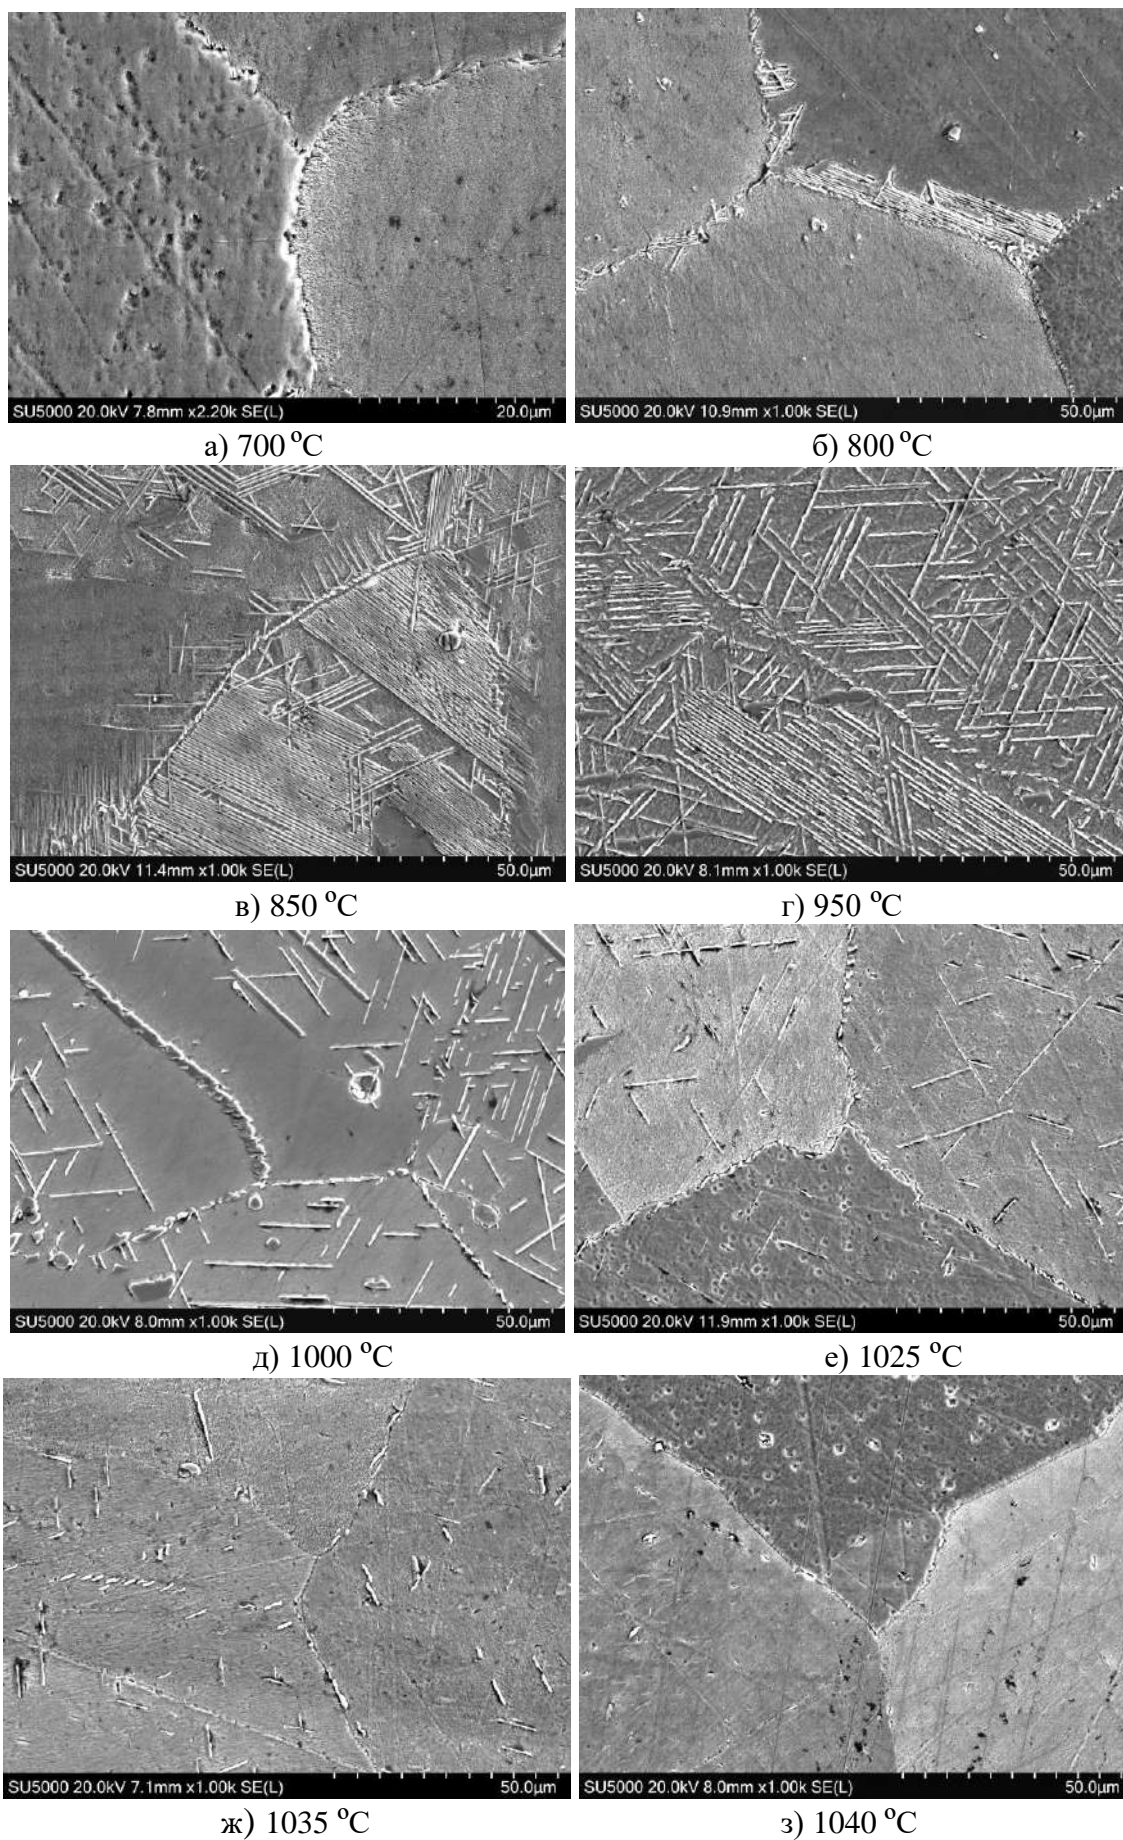 SU5000 20.0kV 7.8mm x2.20k SE(L) 20.0µm
SU5000 20.0kV 10.9mm x1.00k SE(L) 50.0µm
а) 700 °C
б) 800 °C
SU5000 20.0kV 11.4mm x1.00k SE(L) 50.0µm
SU5000 20.0kV 8.1mm x1.00k SE(L) 50.0µm
в) 850 °C
г) 950 °C
SU5000 20.0kV 8.0mm x1.00k SE(L) 50.0µm
SU5000 20.0kV 11.9mm x1.00k SE(L) 50.0µm
д) 1000 °C
е) 1025 °C
SU5000 20.0kV 7.1mm x1.00k SE(L) 50.0µm
SU5000 20.0kV 8.0mm x1.00k SE(L) 50.0µm
ж) 1035 °C
з) 1040 °C